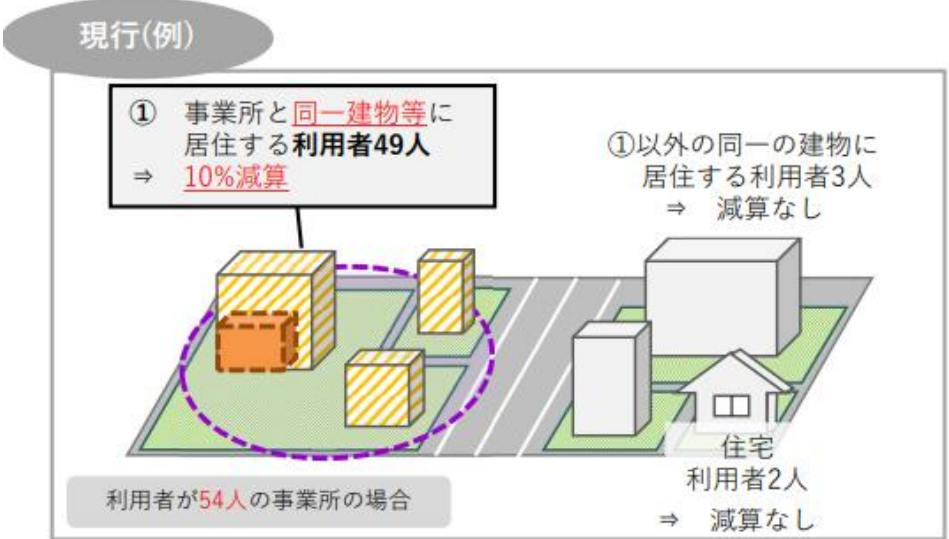 現行(例)
① 事業所と同一建物等に
居住する利用者49人
⇒ 10%減算
①以外の同一の建物に
居住する利用者3人
⇒ 減算なし
住宅
利用者2人
⇒ 減算なし
利用者が54人の事業所の場合